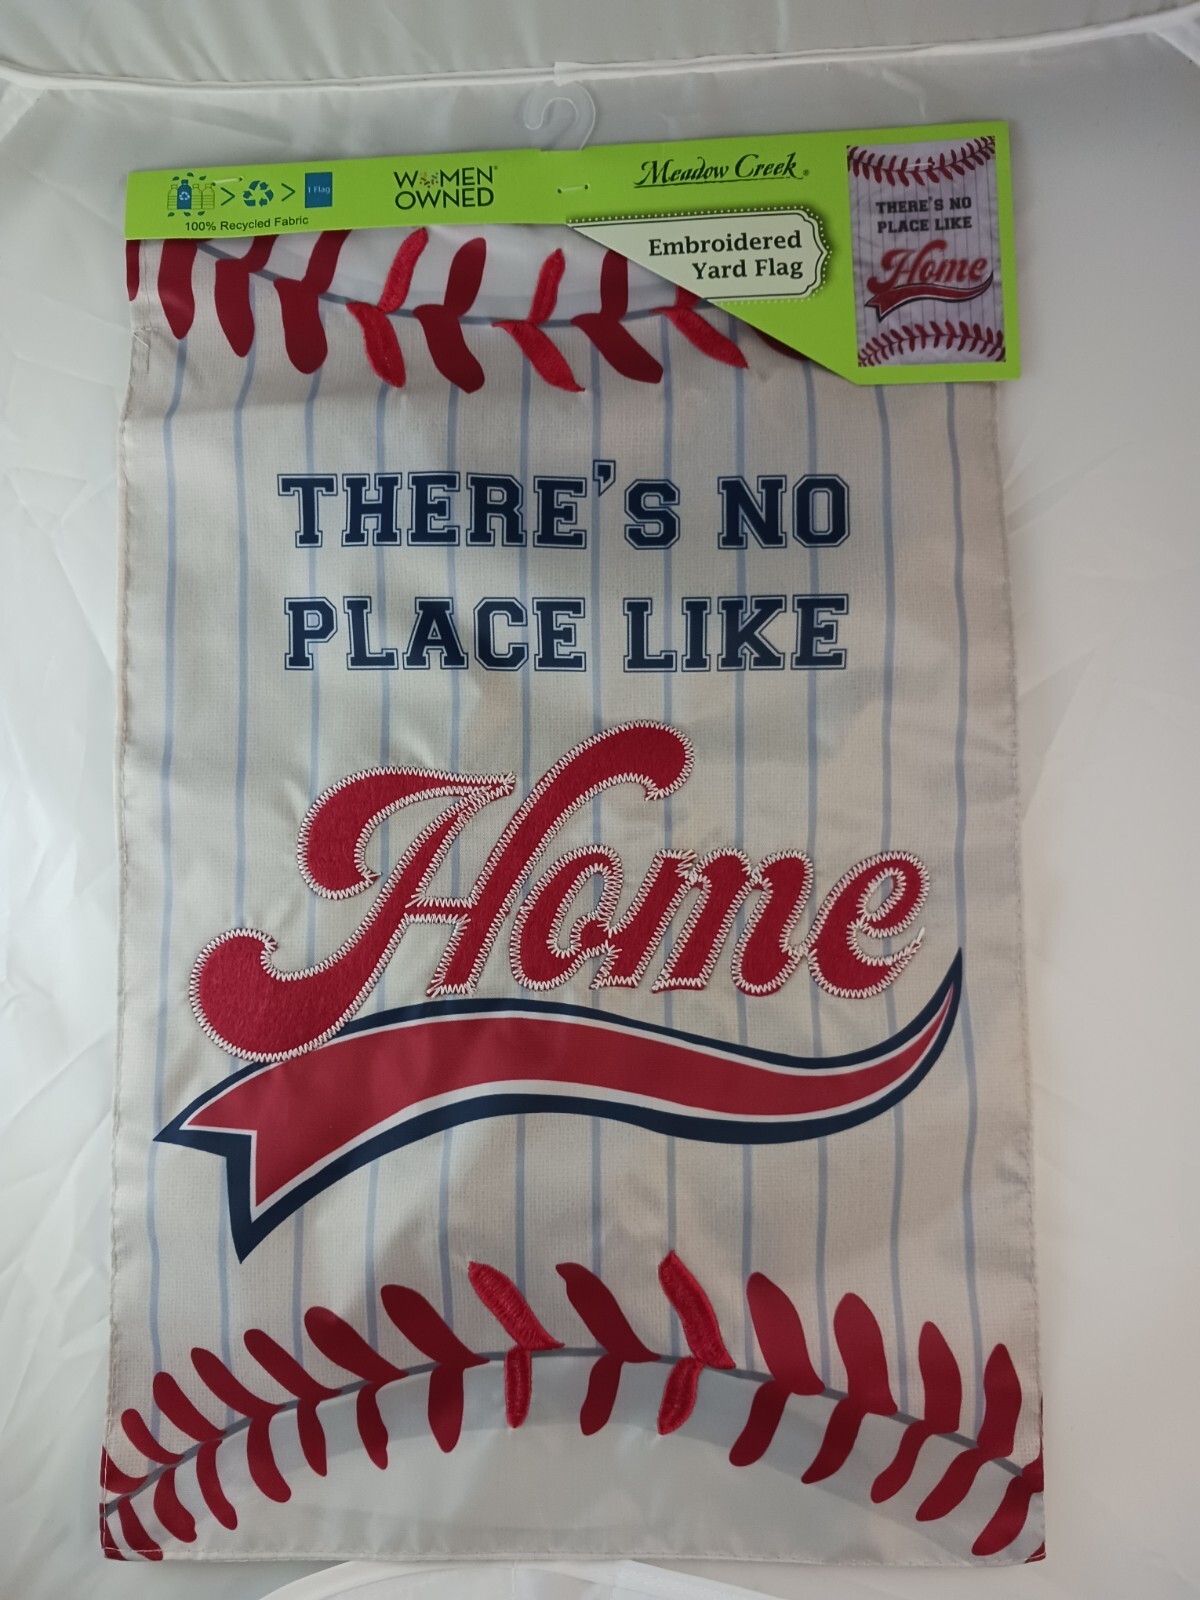 100% Recycled Fabric
1 Flag
WOMEN
OWNED
Meadow Creek®
Embroidered
Yard Flag
THERE'S NO
PLACE LIKE
Home
THERE'S NO
PLACE LIKE
Home